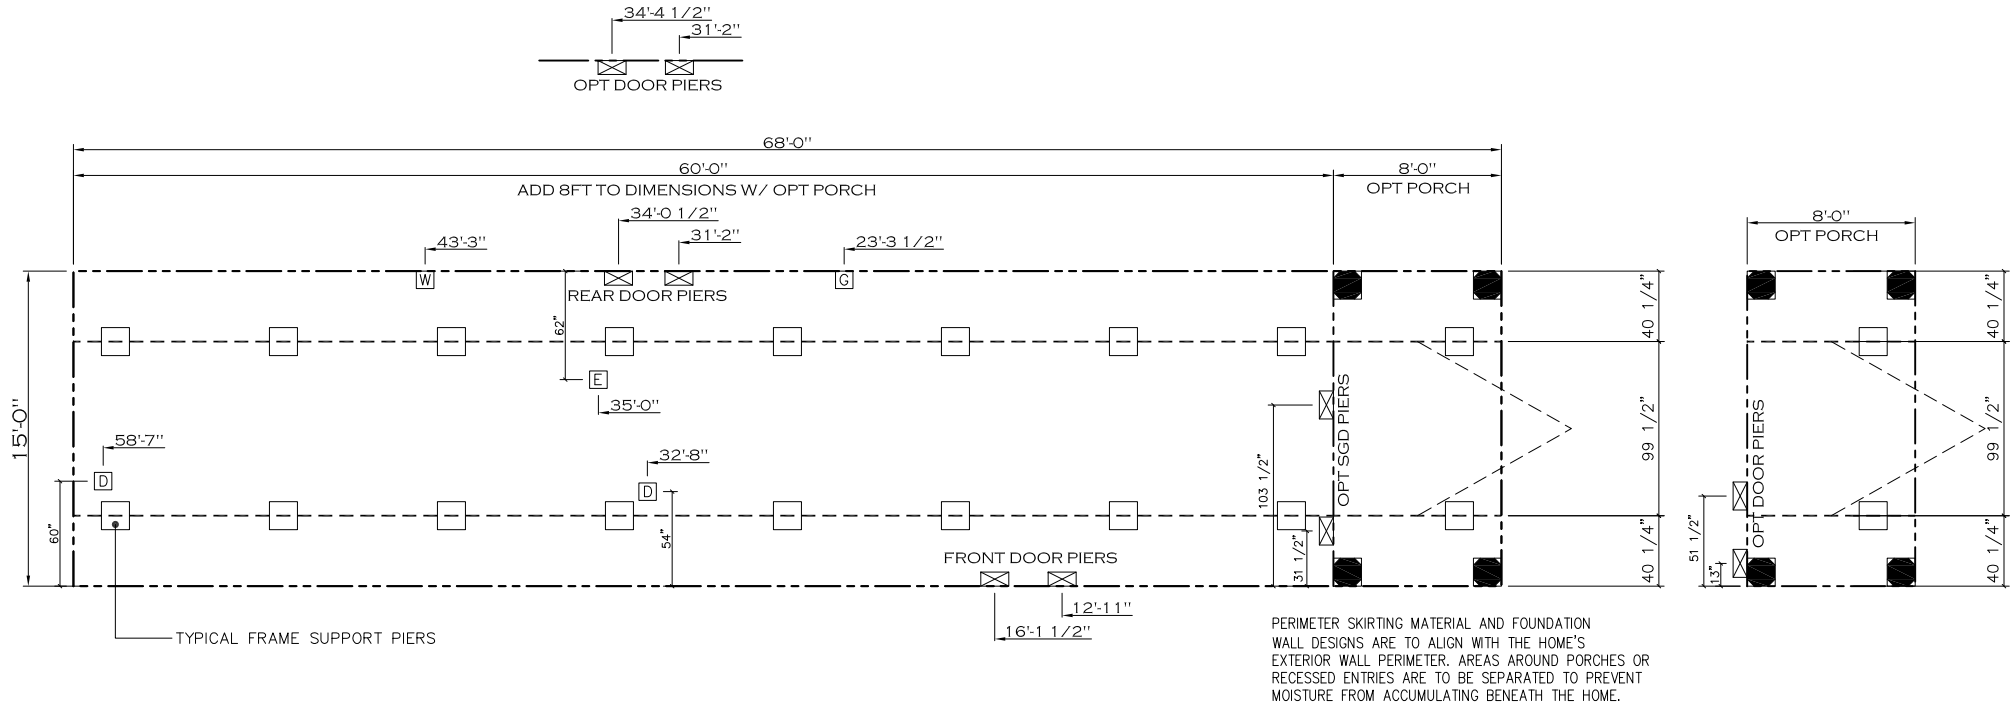 34'-4 1/2"
31'-2"
OPT DOOR PIERS
68'-0"
60'-0"
8'-0"
ADD 8FT TO DIMENSIONS W/ OPT PORCH
OPT PORCH
34'-0 1/2"
43'-3"
31'-2"
23'-3 1/2"
8'-0"
OPT PORCH
W
G
REAR DOOR PIERS
62"
E
35'-0"
15'-0"
58'-7"
D
32'-8"
D
60"
54"
FRONT DOOR PIERS
12'-11"
16'-1 1/2"
TYPICAL FRAME SUPPORT PIERS
103 1/2"
31 1/2"
OPT SGD PIERS
40 1/4"
99 1/2"
40 1/4"
51 1/2"
13"
OPT DOOR PIERS
40 1/4"
99 1/2"
40 1/4"
PERIMETER SKIRTING MATERIAL AND FOUNDATION
WALL DESIGNS ARE TO ALIGN WITH THE HOME'S
EXTERIOR WALL PERIMETER. AREAS AROUND PORCHES OR
RECESSED ENTRIES ARE TO BE SEPARATED TO PREVENT
MOISTURE FROM ACCUMULATING BENEATH THE HOME.